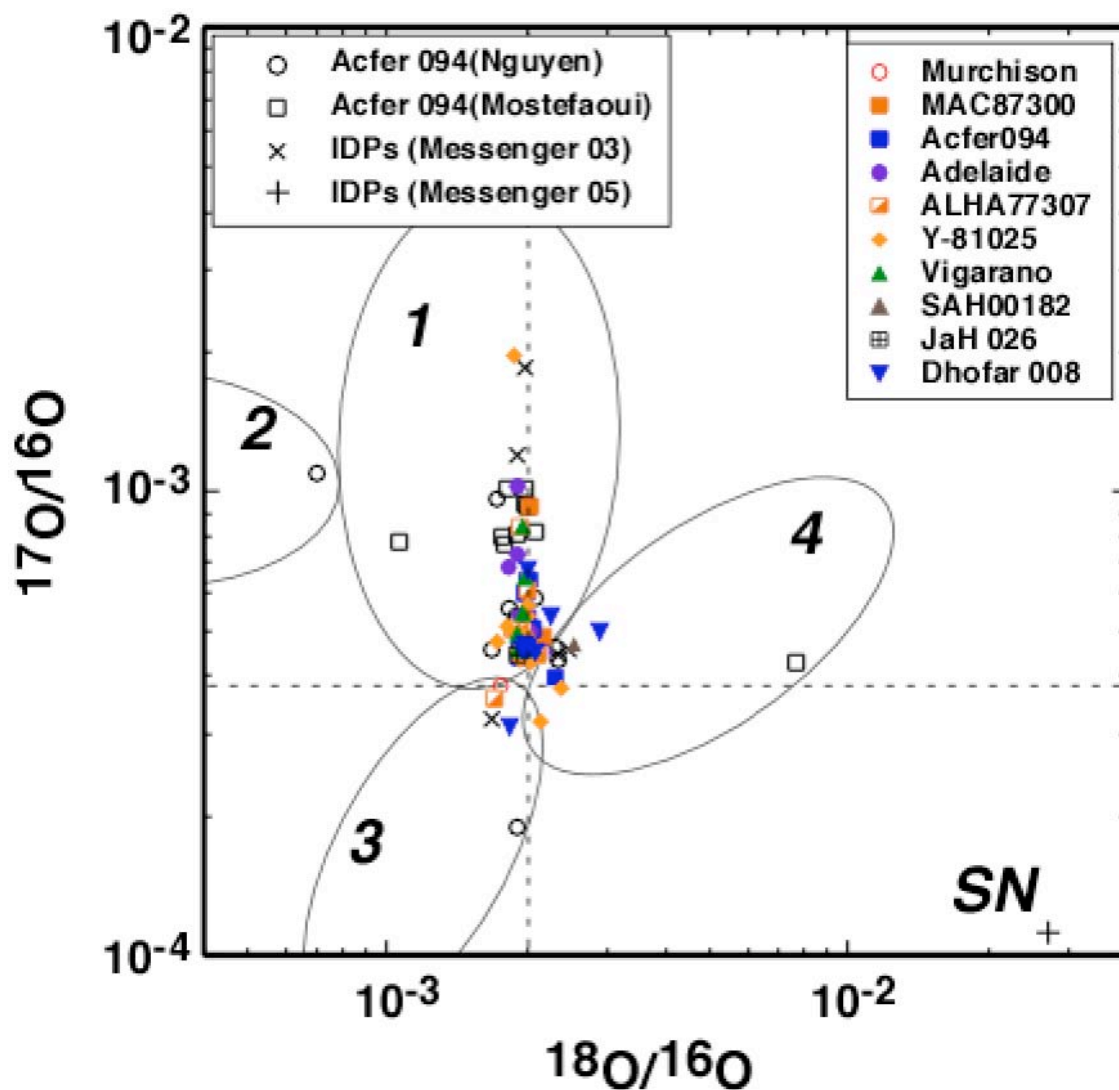 10-2
Acfer 094(Nguyen)
Acfer 094(Mostefaoui)
IDPs (Messenger 03)
IDPs (Messenger 05)
Murchison
MAC87300
Acfer094
Adelaide
ALHA77307
Y-81025
Vigarano
SAH00182
JaH 026
Dhofar 008
1
2
17O/16O
10-3
4
3
SN
10-4
10-3
10-2
18O/16O